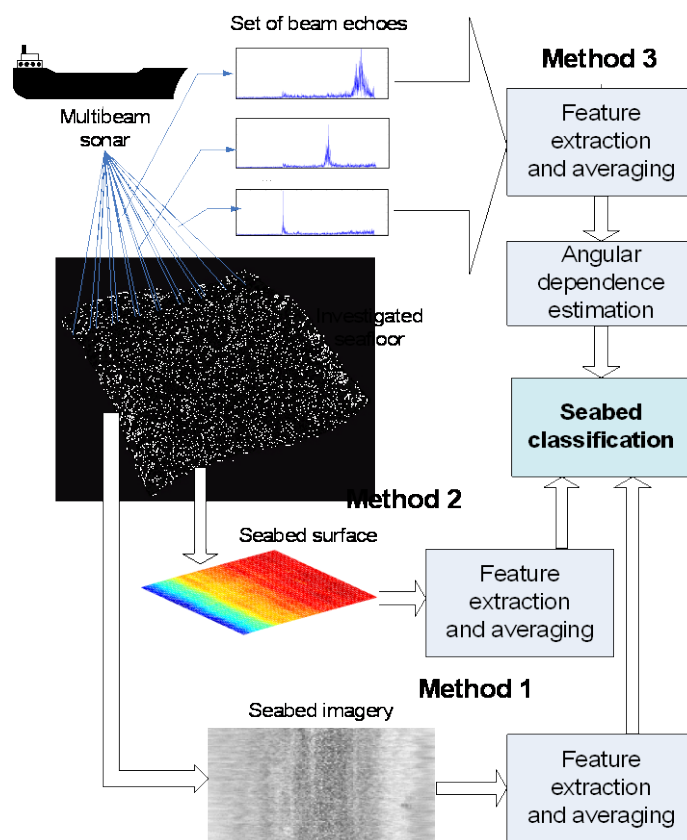 Set of beam echoes
Method 3
Multibeam
sonar
...
Feature
extraction
and averaging
Angular
dependence
estimation
Investigated
seafloor
Seabed
classification
Method 2
Seabed surface
Feature
extraction
and averaging
Method 1
Seabed imagery
Feature
extraction
and averaging